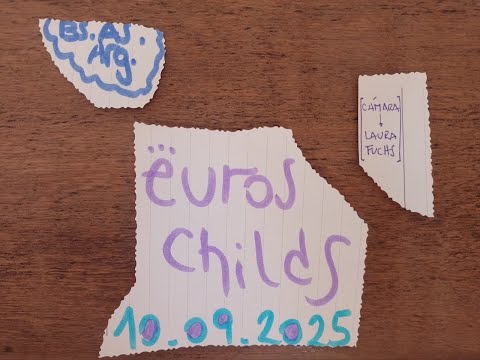 BS. AS.
Arg.
[CÁMARA
↓
LAURA
FUCHS]
ëuros
childs
10.09.2025